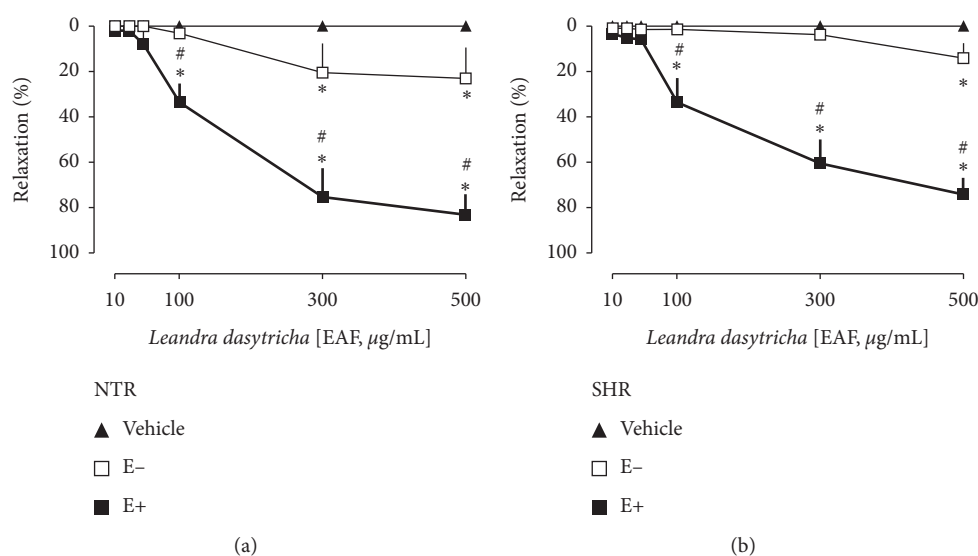 0
20
40
60
80
100
Relaxation (%)
#
*
#
*
*
#
*
*
10 100 300 500
Leandra dasytricha [EAF, µg/mL]
NTR
Vehicle
E–
E+
(a)
0
20
40
60
80
100
Relaxation (%)
#
*
#
*
*
#
*
10 100 300 500
Leandra dasytricha [EAF, µg/mL]
SHR
Vehicle
E–
E+
(b)